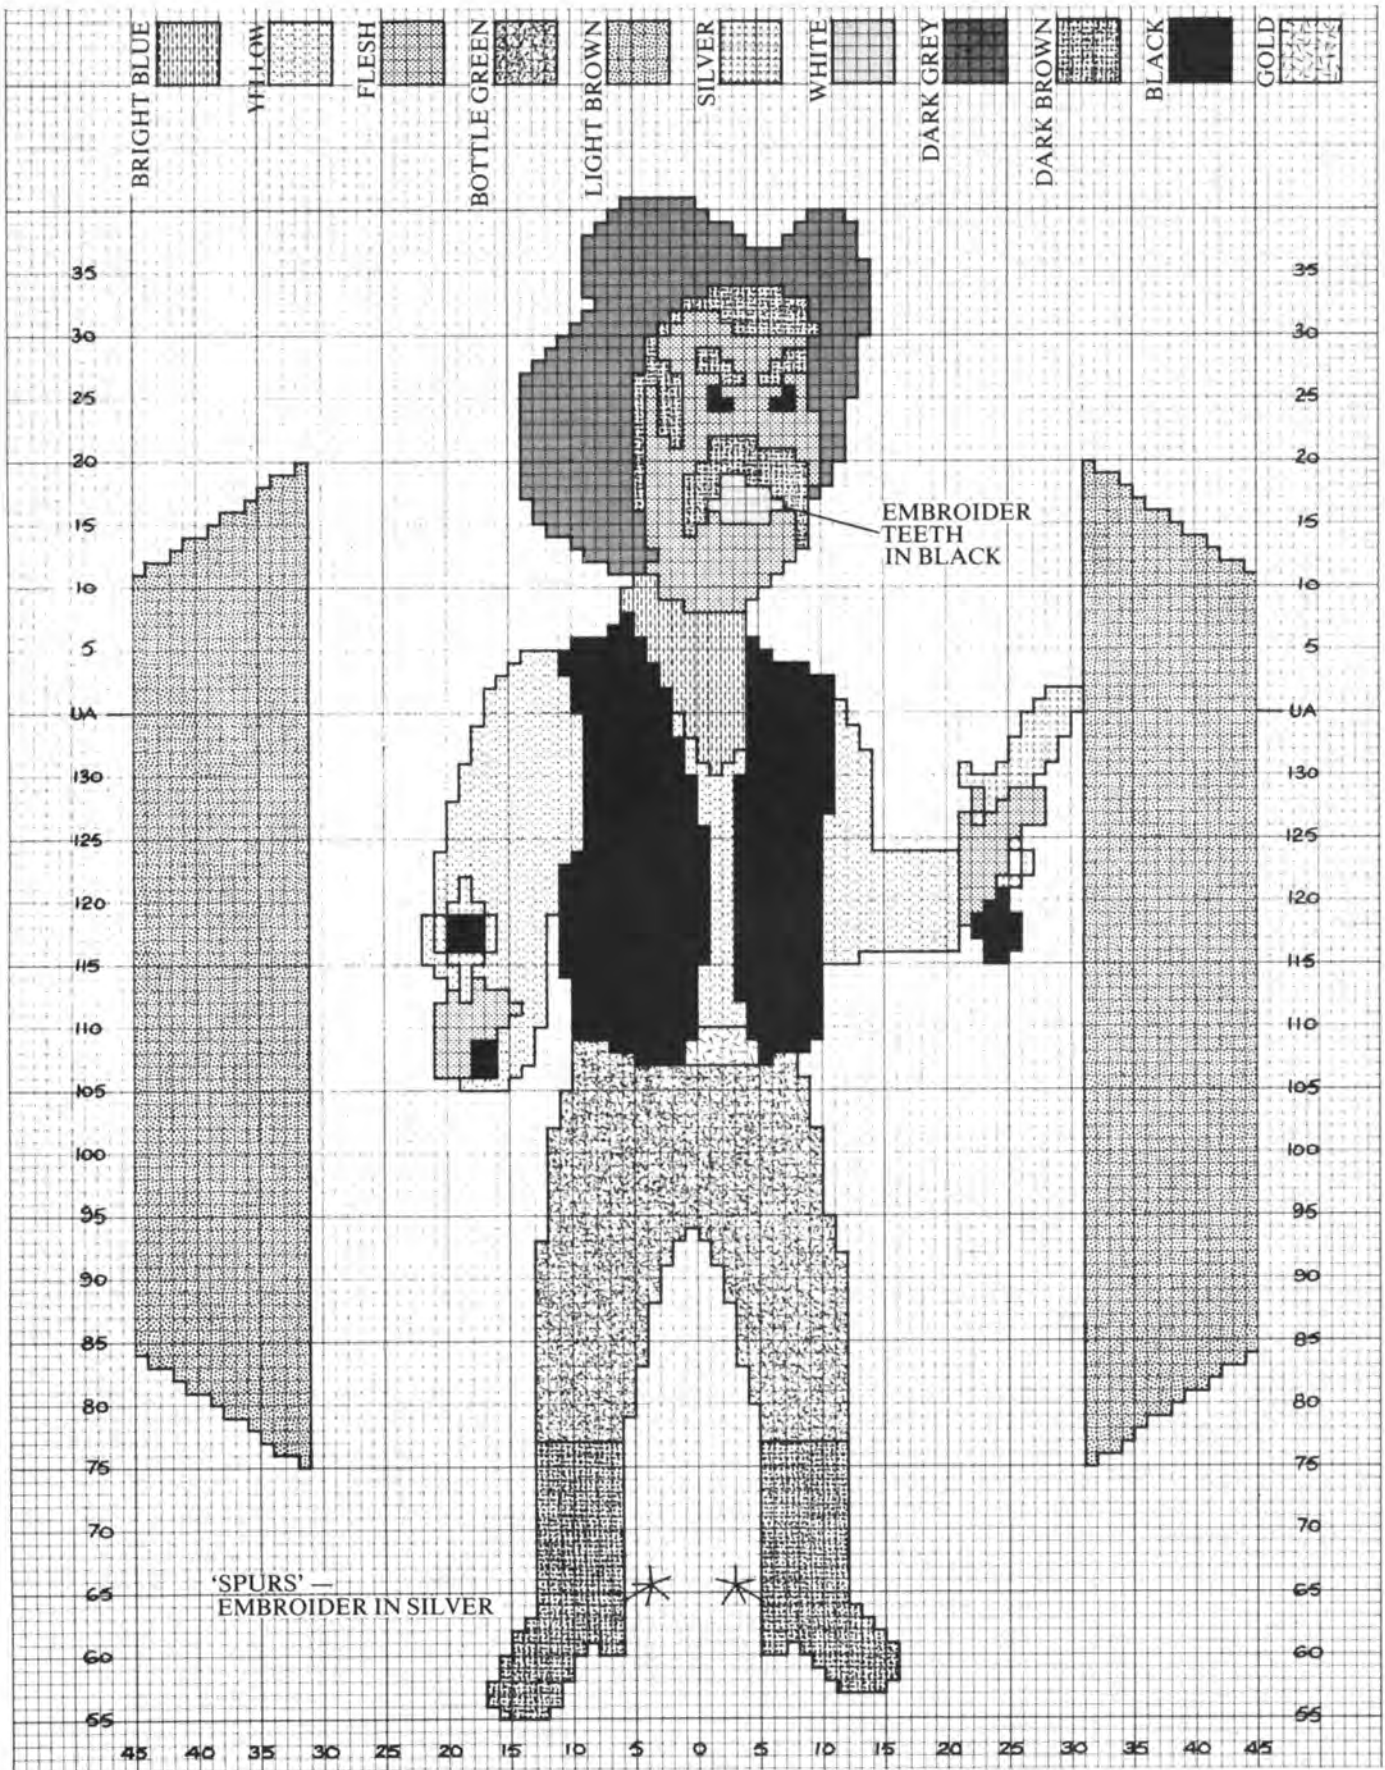 BRIGHT BLUE
YELLOW
FLESH
BOTTLE GREEN
LIGHT BROWN
SILVER
WHITE
DARK GREY
DARK BROWN
BLACK
GOLD
35 35
30 30
25 25
20 20
EMBROIDER
TEETH
IN BLACK
15 15
10 10
5 5
UA UA
130 130
125 125
120 120
115 115
110 110
105 105
100 100
95 95
90 90
85 85
80 80
75 75
70 70
'SPURS' —
EMBROIDER IN SILVER
65 65
60 60
55 55
45 40 35 30 20 15 10 5 0 5 10 15 20 25 30 35 40 45